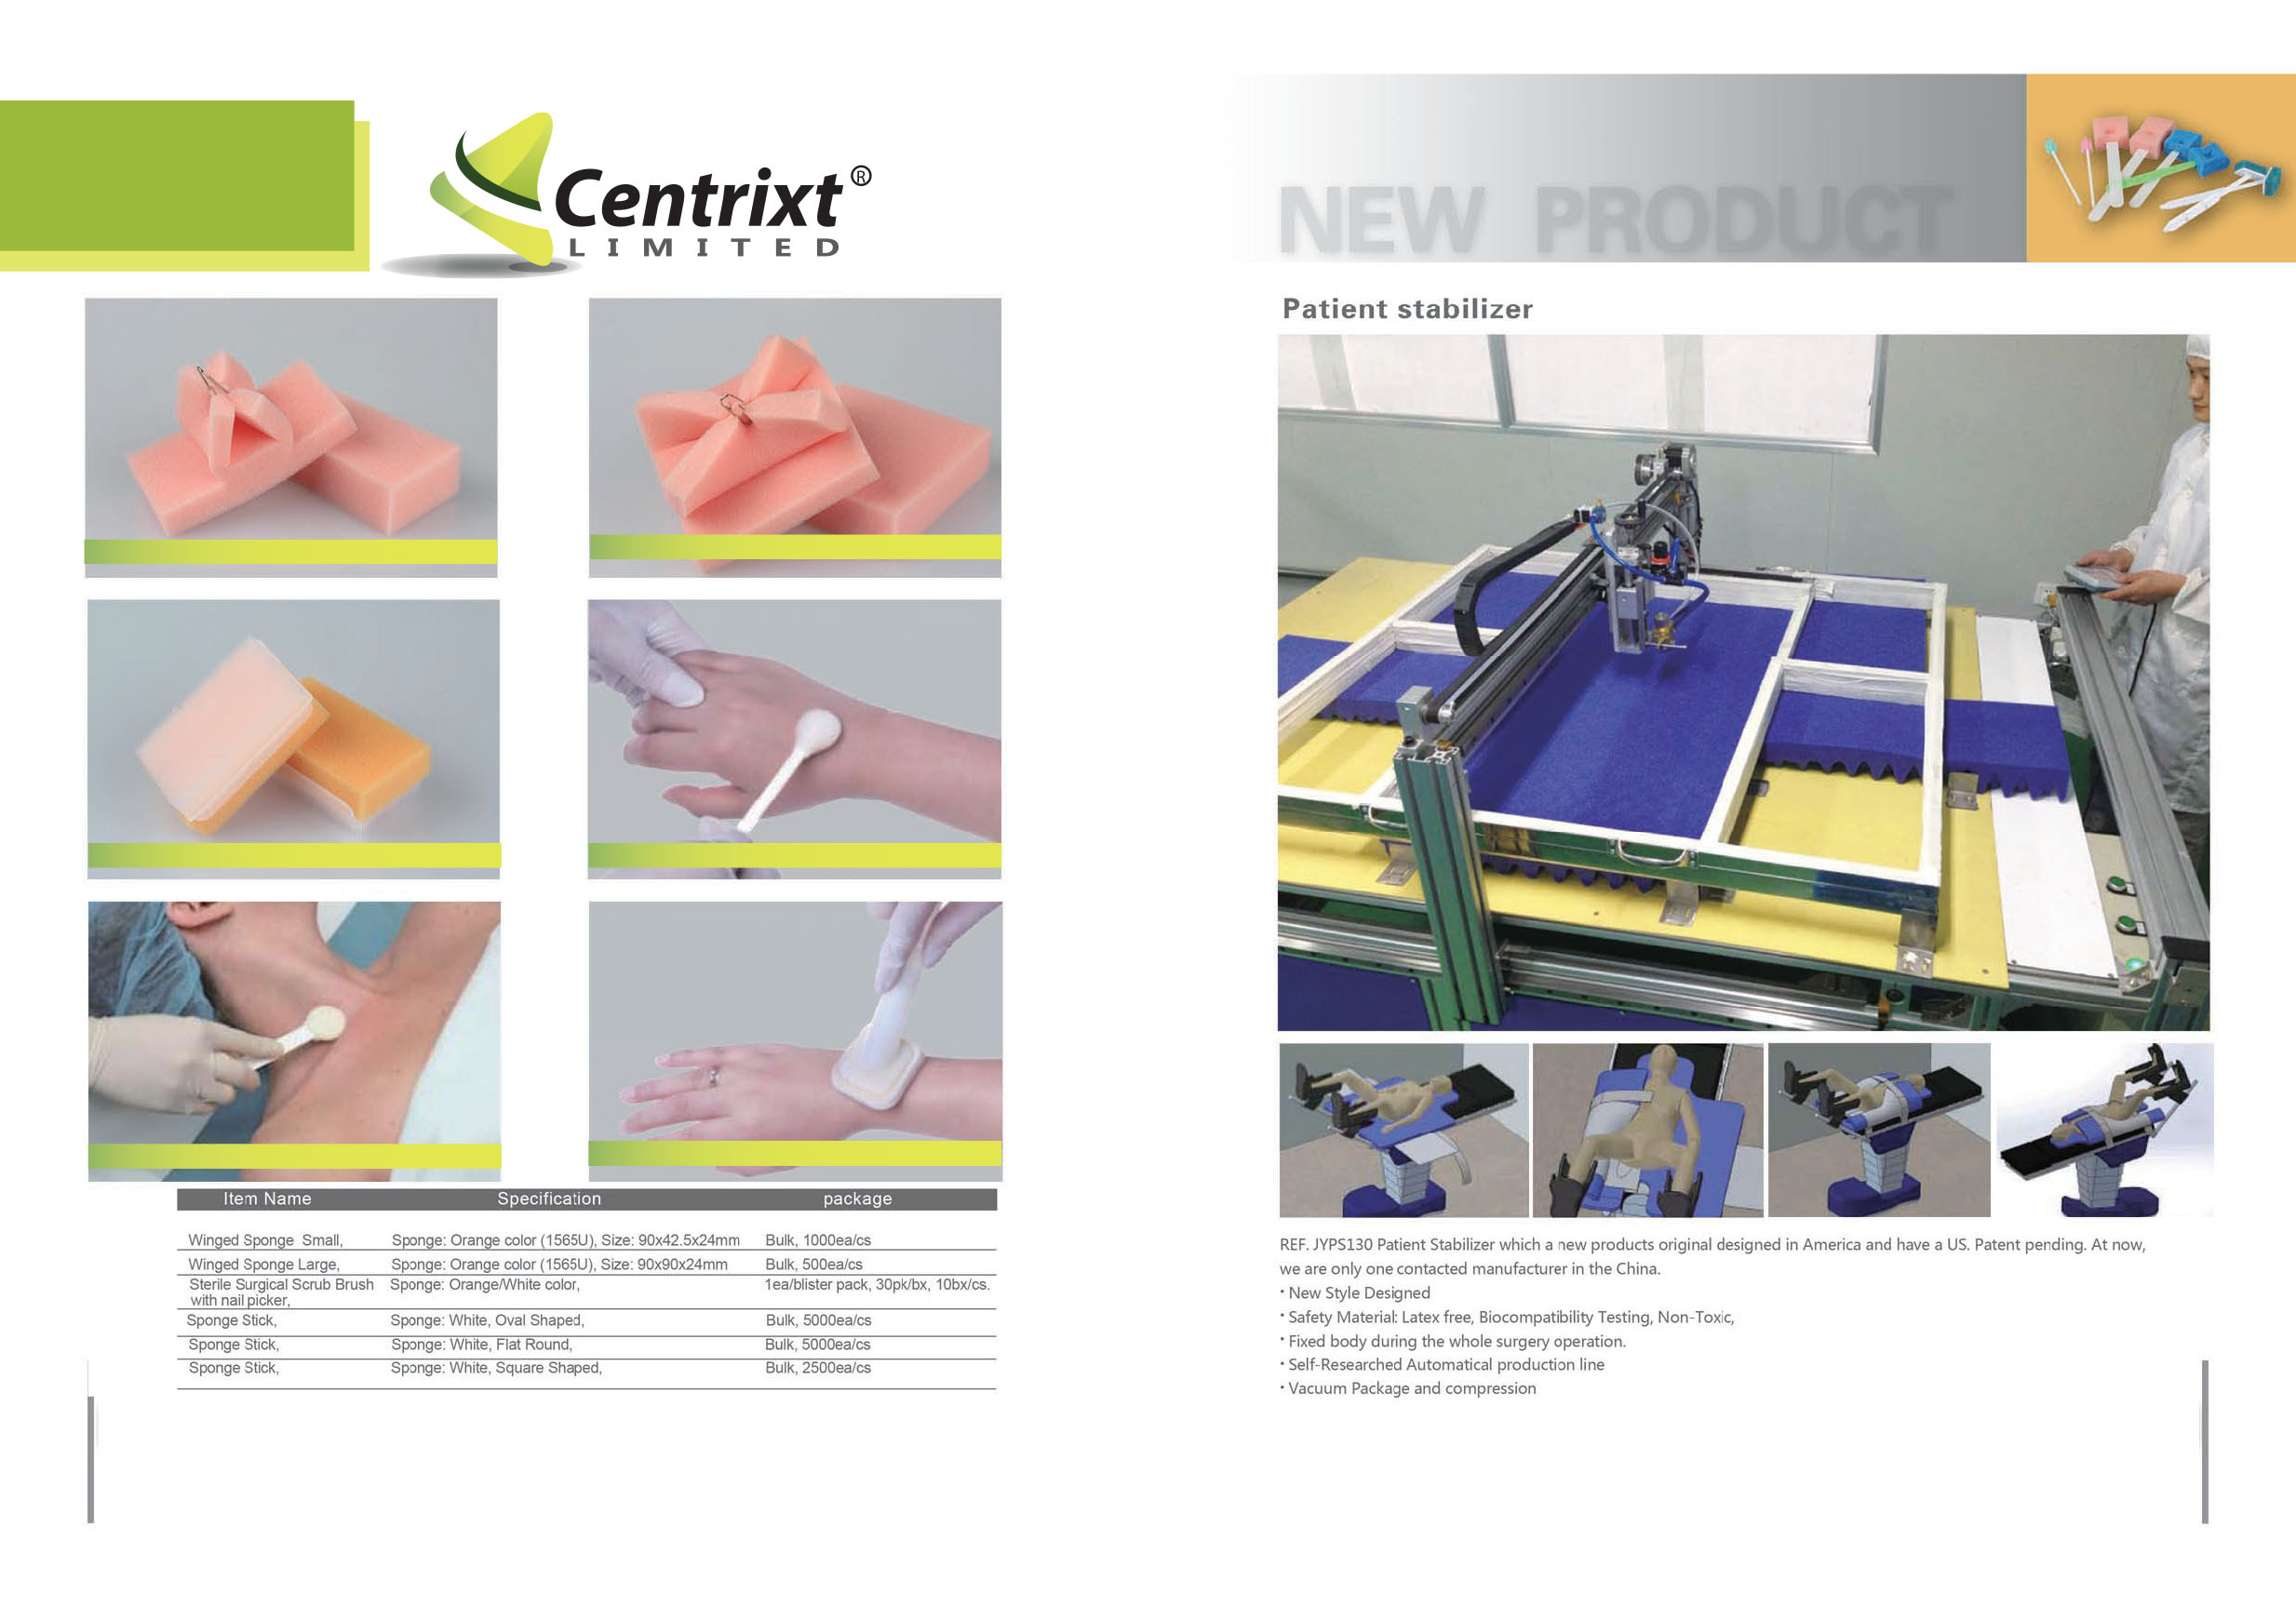 Centrixt®
LIMITED
Item Name Specification package
Winged Sponge Small, Sponge: Orange color (1565U), Size: 90x42.5x24mm Bulk, 1000ea/cs
Winged Sponge Large, Sponge: Orange color (1565U), Size: 90x90x24mm Bulk, 500ea/cs
Sterile Surgical Scrub Brush Sponge: Orange/White color, 1ea/blister pack, 30pk/bx, 10bx/cs.
with nail picker,
Sponge Stick, Sponge: White, Oval Shaped, Bulk, 5000ea/cs
Sponge Stick, Sponge: White, Flat Round, Bulk, 5000ea/cs
Sponge Stick, Sponge: White, Square Shaped, Bulk, 2500ea/cs
NEW PRODUCT
Patient stabilizer
REF. JYPS130 Patient Stabilizer which a new products original designed in America and have a US. Patent pending. At now,
we are only one contacted manufacturer in the China.
• New Style Designed
• Safety Material: Latex free, Biocompatibility Testing, Non-Toxic,
• Fixed body during the whole surgery operation.
• Self-Researched Automatical production line
• Vacuum Package and compression